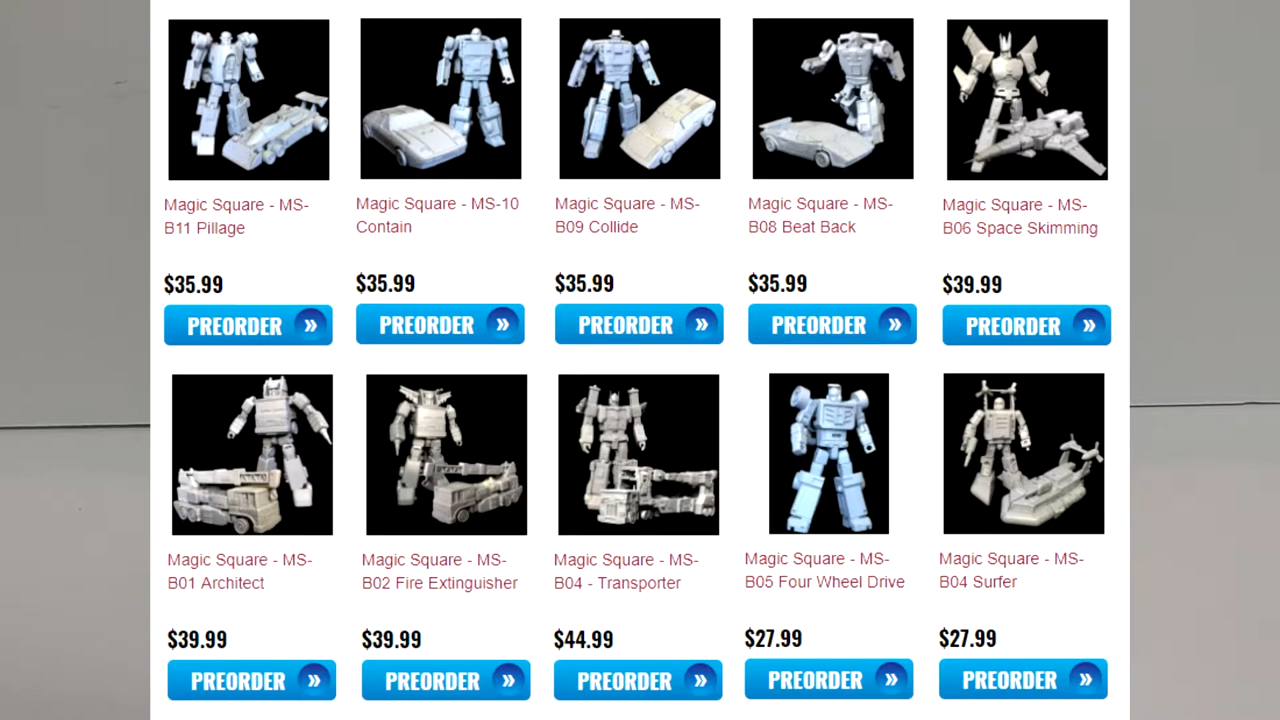 Magic Square - MS-
B11 Pillage
$35.99
PREORDER »
Magic Square - MS-10
Contain
$35.99
PREORDER »
Magic Square - MS-
B09 Collide
$35.99
PREORDER »
Magic Square - MS-
B08 Beat Back
$35.99
PREORDER »
Magic Square - MS-
B06 Space Skimming
$39.99
PREORDER »
Magic Square - MS-
B01 Architect
$39.99
PREORDER »
Magic Square - MS-
B02 Fire Extinguisher
$39.99
PREORDER »
Magic Square - MS-
B04 - Transporter
$44.99
PREORDER »
Magic Square - MS-
B05 Four Wheel Drive
$27.99
PREORDER »
Magic Square - MS-
B04 Surfer
$27.99
PREORDER »